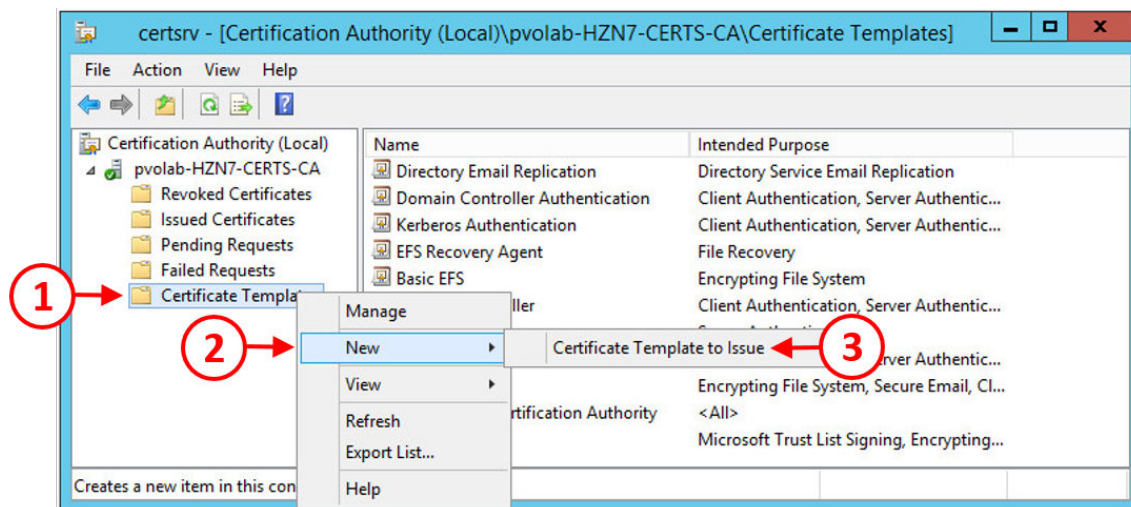 certsrv - [Certification Authority (Local)\pvolab-HZN7-CERTS-CA\Certificate Templates]
File Action View Help
Certification Authority (Local)
pvolab-HZN7-CERTS-CA
Revoked Certificates
Issued Certificates
Pending Requests
Failed Requests
Certificate Templat
Name Intended Purpose
Directory Email Replication Directory Service Email Replication
Domain Controller Authentication Client Authentication, Server Authentic...
Kerberos Authentication Client Authentication, Server Authentic...
EFS Recovery Agent File Recovery
Basic EFS Encrypting File System
ller Client Authentication, Server Authentic...
rver Authentic...
Encrypting File System, Secure Email, Cl...
rtification Authority <All>
Microsoft Trust List Signing, Encrypting...
1
2
3
Manage
New
Certificate Template to Issue
View
Refresh
Export List...
Help
Creates a new item in this con